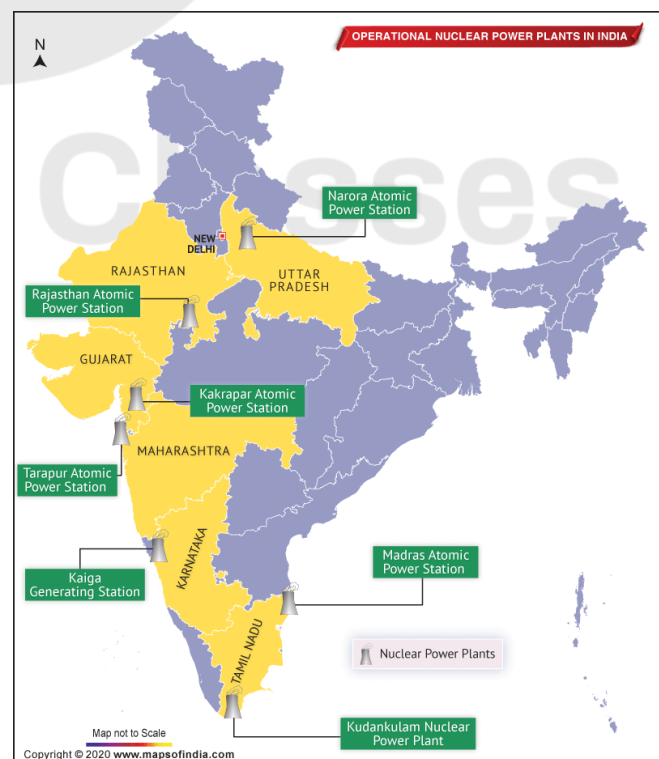 OPERATIONAL NUCLEAR POWER PLANTS IN INDIA
N
Classes
Narora Atomic
Power Station
NEW
DELHI
RAJASTHAN
UTTAR
PRADESH
Rajasthan Atomic
Power Station
GUJARAT
Kakrapar Atomic
Power Station
MAHARASHTRA
Tarapur Atomic
Power Station
KARNATAKA
Madras Atomic
Power Station
Kaiga
Generating Station
TAMIL NADU
Nuclear Power Plants
Kudankulam Nuclear
Power Plant
Map not to Scale
Copyright © 2020 www.mapsofindia.com